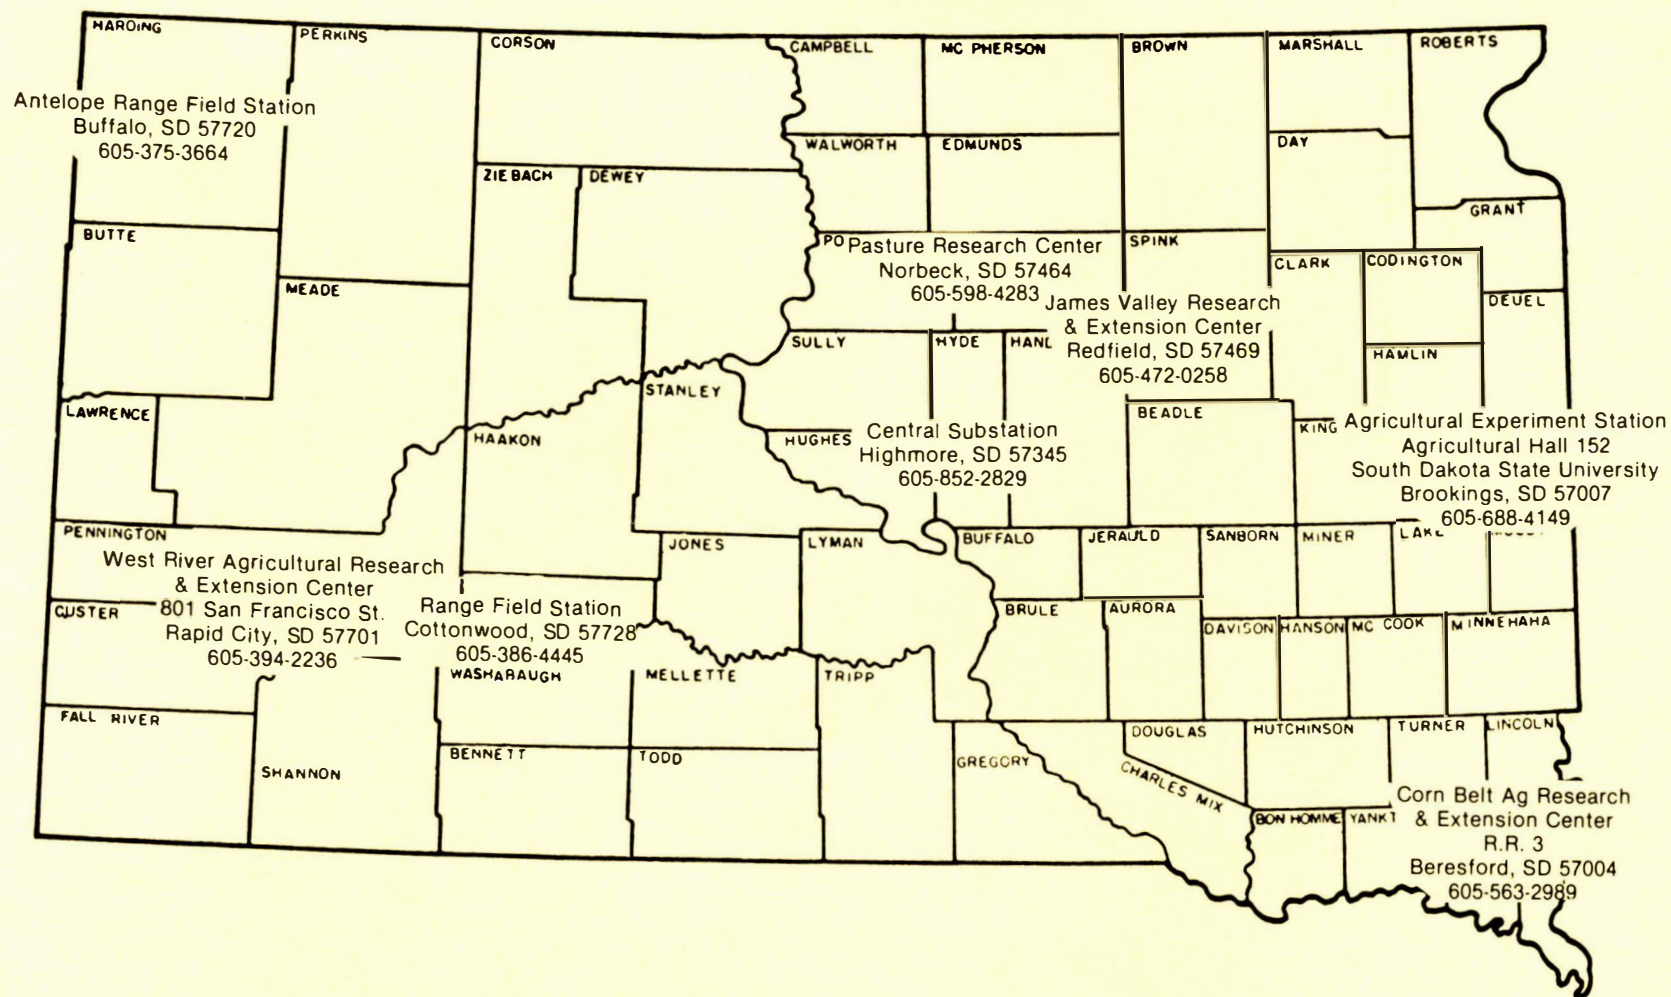 HARDING
PERKINS
CORSON
CAMPBELL
MC PHERSON
BROWN
MARSHALL
ROBERTS
Antelope Range Field Station
Buffalo, SD 57720
605-375-3664
WALWORTH
EDMUNDS
DAY
ZIEBACH
DEWEY
GRANT
BUTTE
PO
Pasture Research Center
Norbeck, SD 57464
605-598-4283
SPINK
CLARK
CODINGTON
MEADE
DEUEL
James Valley Research
& Extension Center
Redfield, SD 57469
605-472-0258
SULLY
HYDE
HAND
HAMLIN
STANLEY
LAWRENCE
HAAKON
HUGHES
Central Substation
Highmore, SD 57345
605-852-2829
BEADLE
KING
Agricultural Experiment Station
Agricultural Hall 152
South Dakota State University
Brookings, SD 57007
605-688-4149
PENNINGTON
JONES
LYMAN
BUFFALO
JERAULD
SANBORN
MINER
LAKE
West River Agricultural Research
& Extension Center
801 San Francisco St.
Rapid City, SD 57701
605-394-2236
CUSTER
Range Field Station
Cottonwood, SD 57728
605-386-4445
BRULE
AURORA
DAVISON
HANSON
MC COOK
MINNEHAHA
WASHABAUGH
MELLETTE
TRIPP
FALL RIVER
SHANNON
BENNETT
TODD
GREGORY
DOUGLAS
CHARLES MIX
HUTCHINSON
TURNER
LINCOLN
BON HOMME
YANKT
Corn Belt Ag Research
& Extension Center
R.R. 3
Beresford, SD 57004
605-563-2989